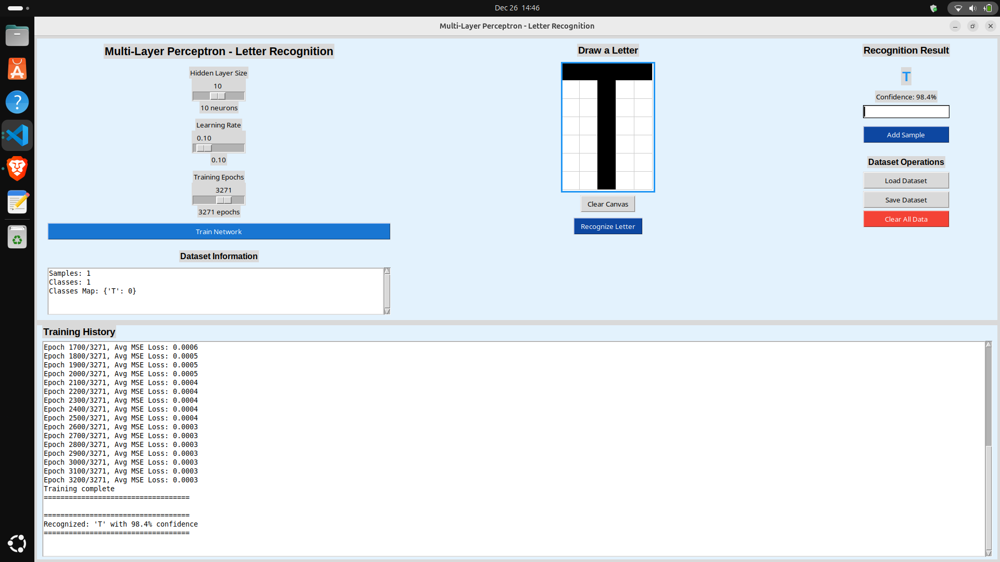 Dec 26 14:46
Multi-Layer Perceptron - Letter Recognition
Multi-Layer Perceptron - Letter Recognition
Hidden Layer Size
10
10 neurons
Learning Rate
0.10
0.10
Training Epochs
3271
3271 epochs
Train Network
Dataset Information
Samples: 1
Classes: 1
Classes Map: {'T': 0}
Draw a Letter
T
Clear Canvas
Recognize Letter
Recognition Result
T
Confidence: 98.4%
Add Sample
Dataset Operations
Load Dataset
Save Dataset
Clear All Data
Training History
Epoch 1700/3271, Avg MSE Loss: 0.0006
Epoch 1800/3271, Avg MSE Loss: 0.0005
Epoch 1900/3271, Avg MSE Loss: 0.0005
Epoch 2000/3271, Avg MSE Loss: 0.0005
Epoch 2100/3271, Avg MSE Loss: 0.0004
Epoch 2200/3271, Avg MSE Loss: 0.0004
Epoch 2300/3271, Avg MSE Loss: 0.0004
Epoch 2400/3271, Avg MSE Loss: 0.0004
Epoch 2500/3271, Avg MSE Loss: 0.0004
Epoch 2600/3271, Avg MSE Loss: 0.0003
Epoch 2700/3271, Avg MSE Loss: 0.0003
Epoch 2800/3271, Avg MSE Loss: 0.0003
Epoch 2900/3271, Avg MSE Loss: 0.0003
Epoch 3000/3271, Avg MSE Loss: 0.0003
Epoch 3100/3271, Avg MSE Loss: 0.0003
Epoch 3200/3271, Avg MSE Loss: 0.0003
Training complete
===================================
===================================
Recognized: 'T' with 98.4% confidence
===================================